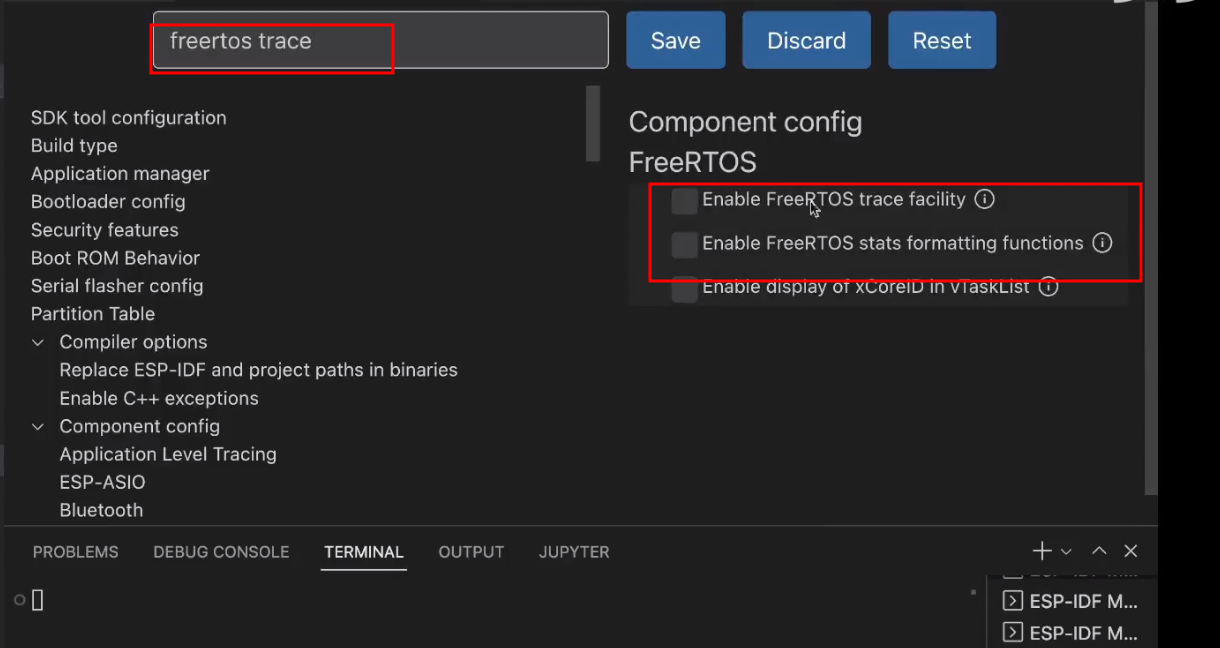 freertos trace
Save
Discard
Reset
SDK tool configuration
Build type
Application manager
Bootloader config
Security features
Boot ROM Behavior
Serial flasher config
Partition Table
Compiler options
Replace ESP-IDF and project paths in binaries
Enable C++ exceptions
Component config
Application Level Tracing
ESP-ASIO
Bluetooth
Component config
FreeRTOS
Enable FreeRTOS trace facility
Enable FreeRTOS stats formatting functions
Enable display of xCoreID in vTaskList
PROBLEMS
DEBUG CONSOLE
TERMINAL
OUTPUT
JUPYTER
ESP-IDF M...
ESP-IDF M...